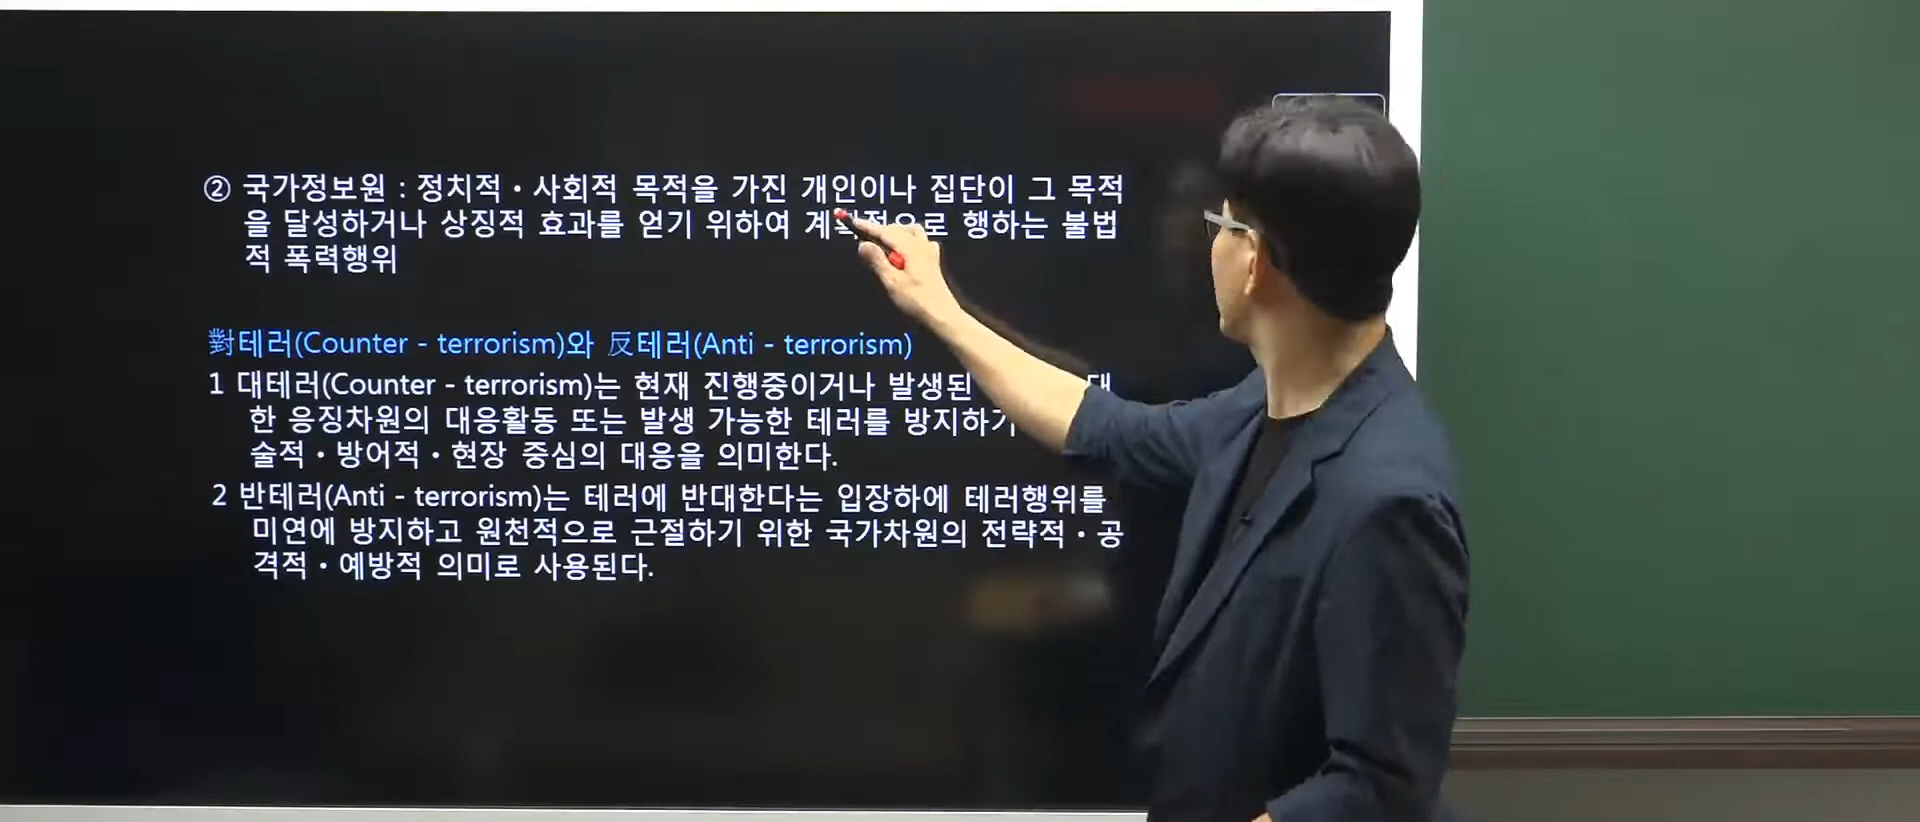 ② 국가정보원 : 정치적・사회적 목적을 가진 개인이나 집단이 그 목적
을 달성하거나 상징적 효과를 얻기 위하여 계획적으로 행하는 불법
적 폭력행위
對테러(Counter - terrorism)와 反테러(Anti - terrorism)
1 대테러(Counter - terrorism)는 현재 진행중이거나 발생된 대
한 응징차원의 대응활동 또는 발생 가능한 테러를 방지하기
술적・방어적・현장 중심의 대응을 의미한다.
2 반테러(Anti - terrorism)는 테러에 반대한다는 입장하에 테러행위를
미연에 방지하고 원천적으로 근절하기 위한 국가차원의 전략적・공
격적・예방적 의미로 사용된다.